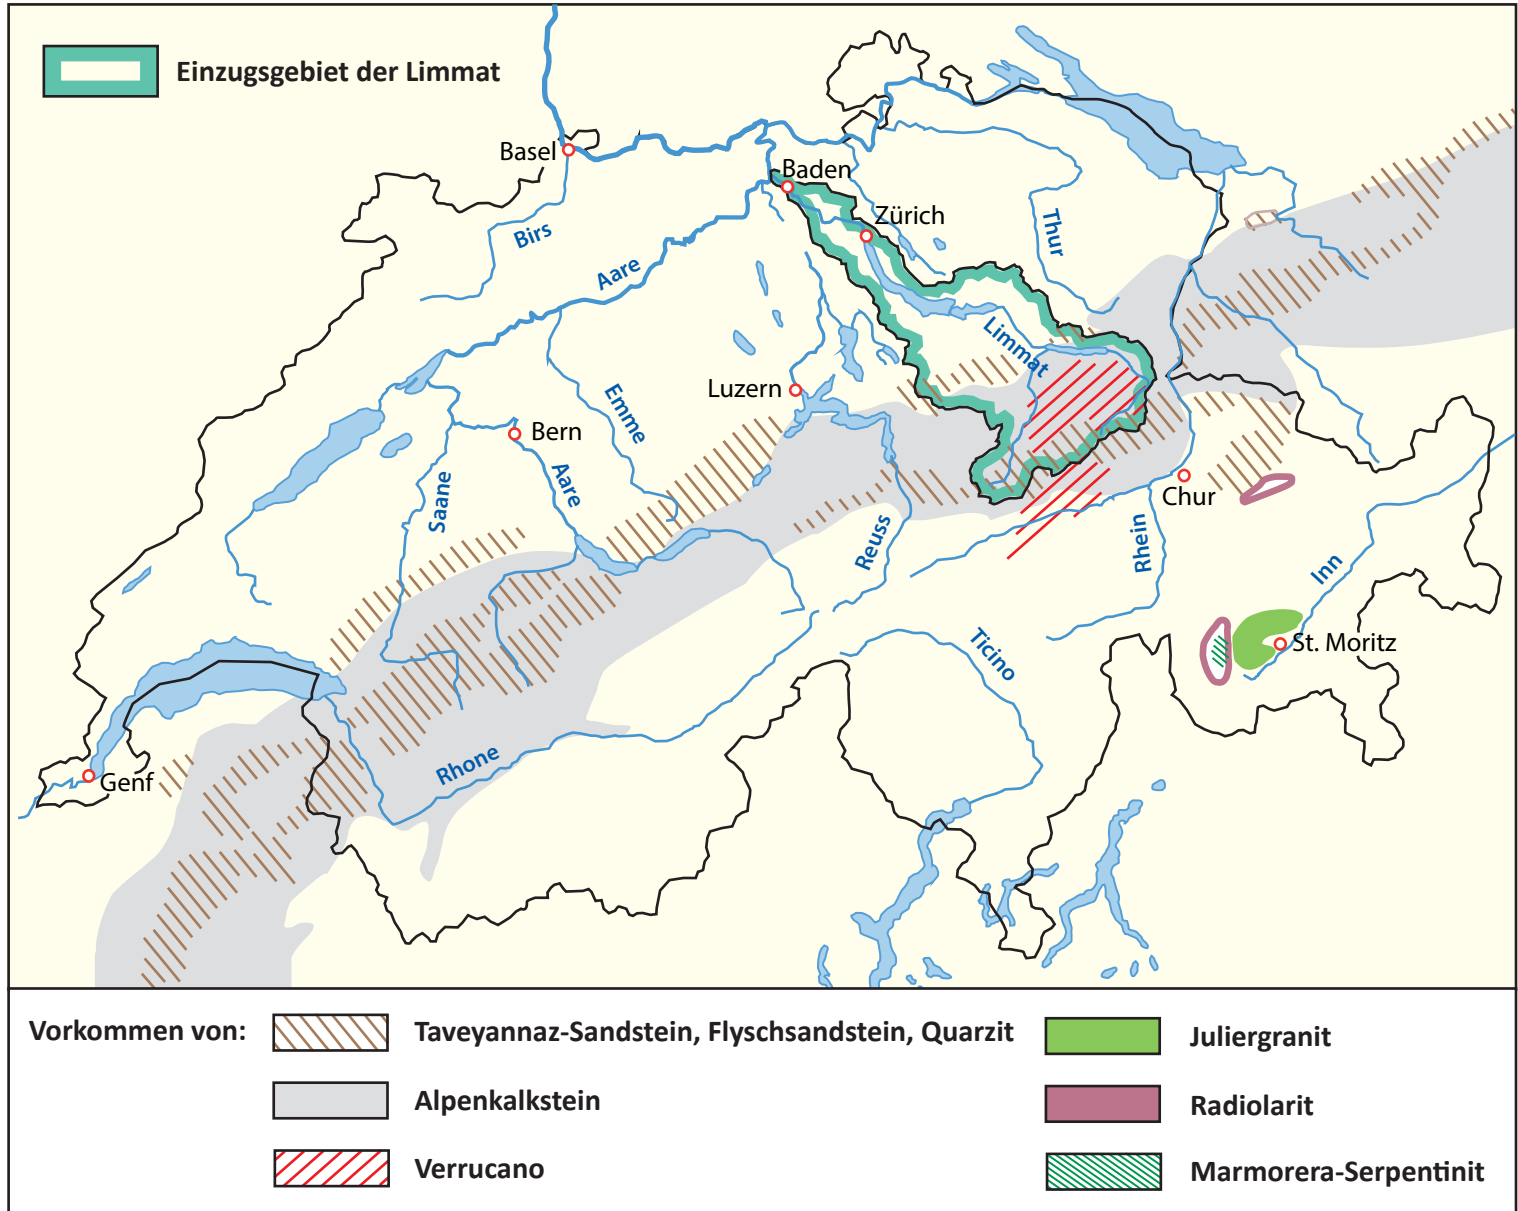 Einzugsgebiet der Limmat
Basel
Baden
Zürich
Thur
Birs
Aare
Limmat
Luzern
Emme
Bern
Aare
Saane
Chur
Reuss
Rhein
Inn
St. Moritz
Ticino
Rhone
Genf
Vorkommen von:
Taveyannaz-Sandstein, Flyschsandstein, Quarzit
Juliergranit
Alpenkalkstein
Radiolarit
Verrucano
Marmorera-Serpentinit